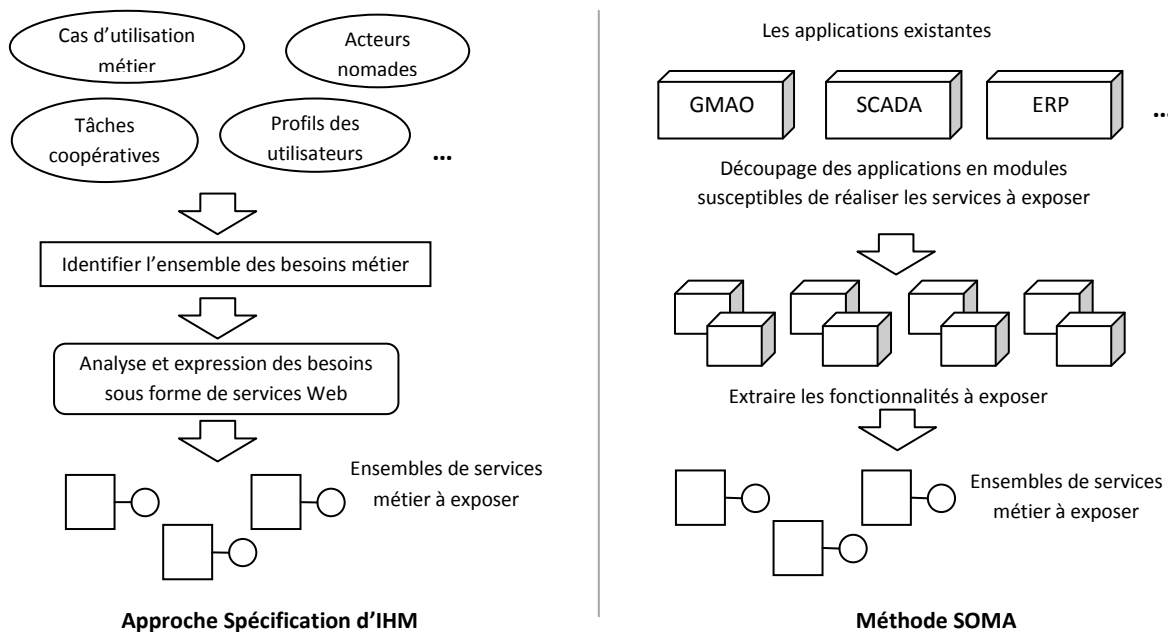 Cas d'utilisation
métier
Acteurs
nomades
Tâches
coopératives
Profils des
utilisateurs
...
Identifier l'ensemble des besoins métier
Analyse et expression des besoins
sous forme de services Web
Ensembles de services
métier à exposer
Approche Spécification d'IHM
Les applications existantes
GMAO
SCADA
ERP
...
Découpage des applications en modules
susceptibles de réaliser les services à exposer
Extraire les fonctionnalités à exposer
Ensembles de services
métier à exposer
Méthode SOMA